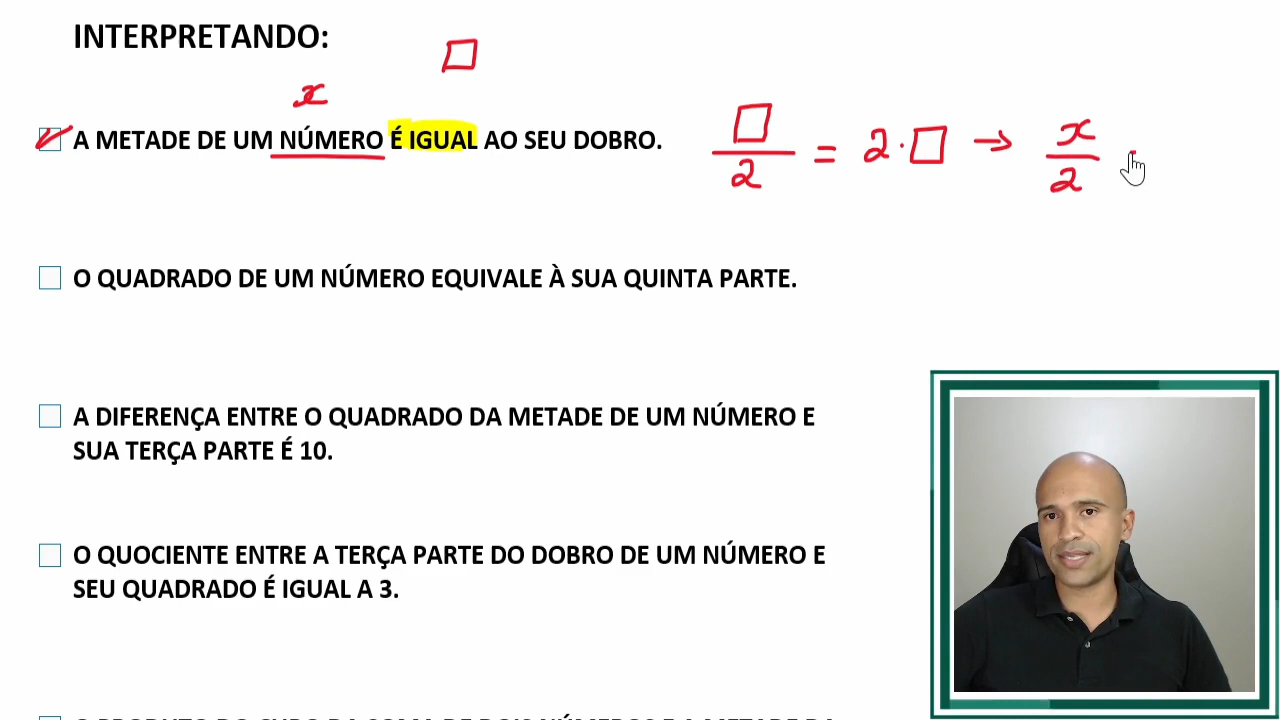 INTERPRETANDO:
x
A METADE DE UM NÚMERO É IGUAL AO SEU DOBRO.
□/2 = 2·□ → x/2
O QUADRADO DE UM NÚMERO EQUIVALE À SUA QUINTA PARTE.
A DIFERENÇA ENTRE O QUADRADO DA METADE DE UM NÚMERO E
SUA TERÇA PARTE É 10.
O QUOCIENTE ENTRE A TERÇA PARTE DO DOBRO DE UM NÚMERO E
SEU QUADRADO É IGUAL A 3.